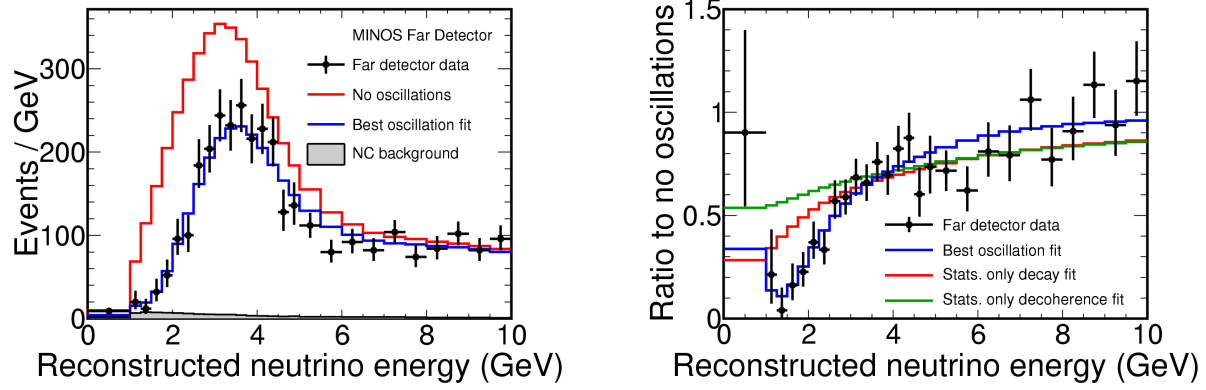 Events / GeV
300
200
100
0
MINOS Far Detector
Far detector data
No oscillations
Best oscillation fit
NC background
0 2 4 6 8 10
Reconstructed neutrino energy (GeV)
Ratio to no oscillations
1.5
1
0.5
0
Far detector data
Best oscillation fit
Stats. only decay fit
Stats. only decoherence fit
0 2 4 6 8 10
Reconstructed neutrino energy (GeV)